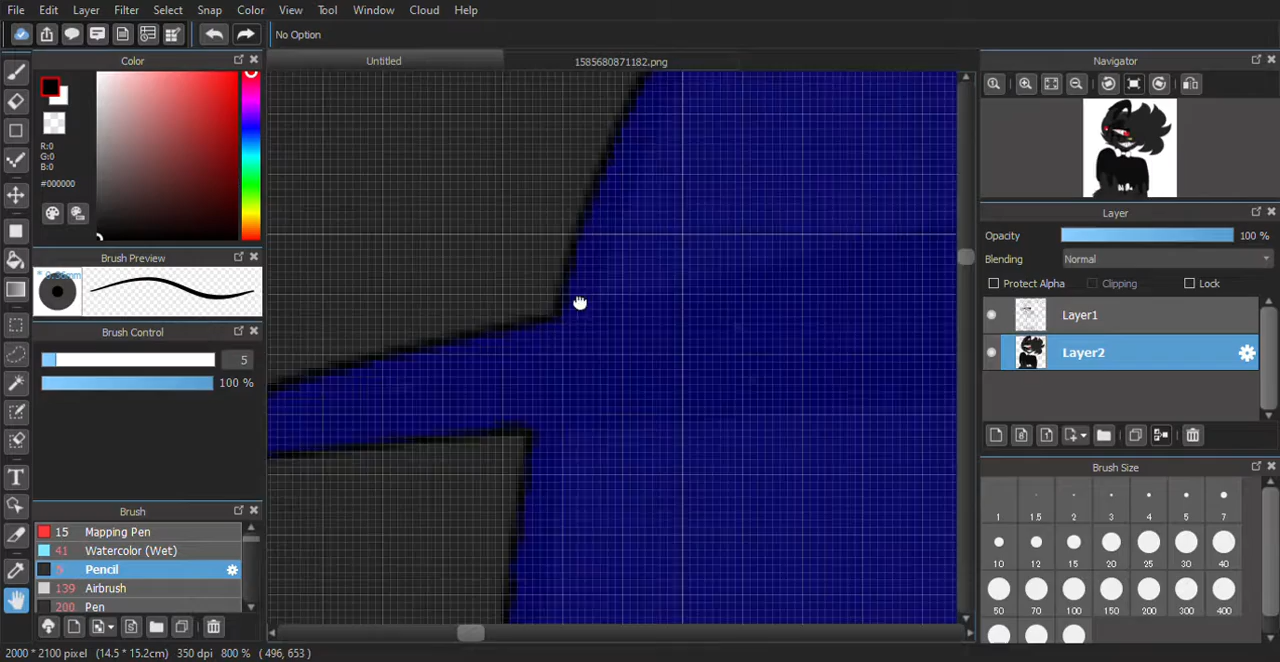 File Edit Layer Filter Select Snap Color View Tool Window Cloud Help
No Option
Color
Untitled
1585680871182.png
Navigator
R:0
G:0
B:0
#000000
Layer
Opacity 100 %
Blending Normal
Protect Alpha Clipping Lock
Brush Preview
Layer1
Layer2
Brush Control
5
100 %
Brush
15 Mapping Pen
41 Watercolor (Wet)
5 Pencil
139 Airbrush
200 Pen
Brush Size
1 1.5 2 3 4 5 7
10 12 15 20 25 30 40
50 70 100 150 200 300 400
2000 * 2100 pixel (14.5 * 15.2cm) 350 dpi 800 % ( 496, 653 )